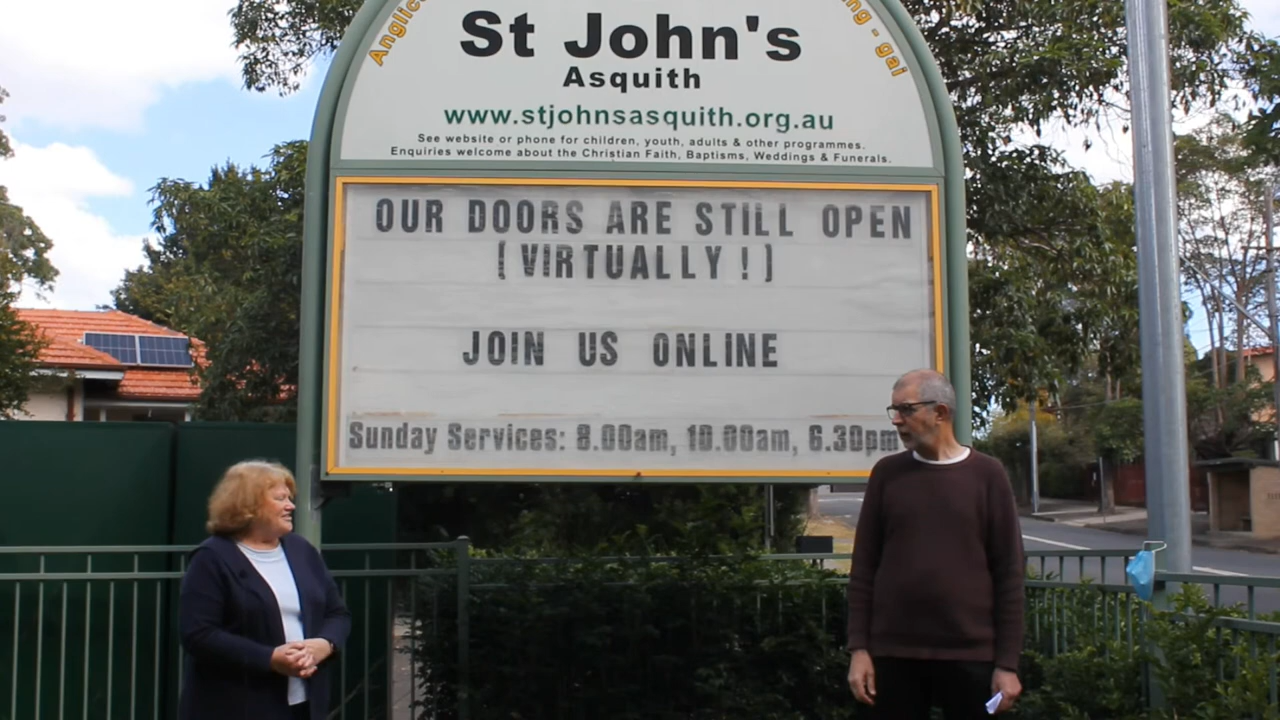 St John's
Asquith
www.stjohnsasquith.org.au
See website or phone for children, youth, adults & other programmes.
Enquiries welcome about the Christian Faith, Baptisms, Weddings & Funerals.
OUR DOORS ARE STILL OPEN
(VIRTUALLY!)
JOIN US ONLINE
Sunday Services: 8.00am, 10.00am, 6.30pm